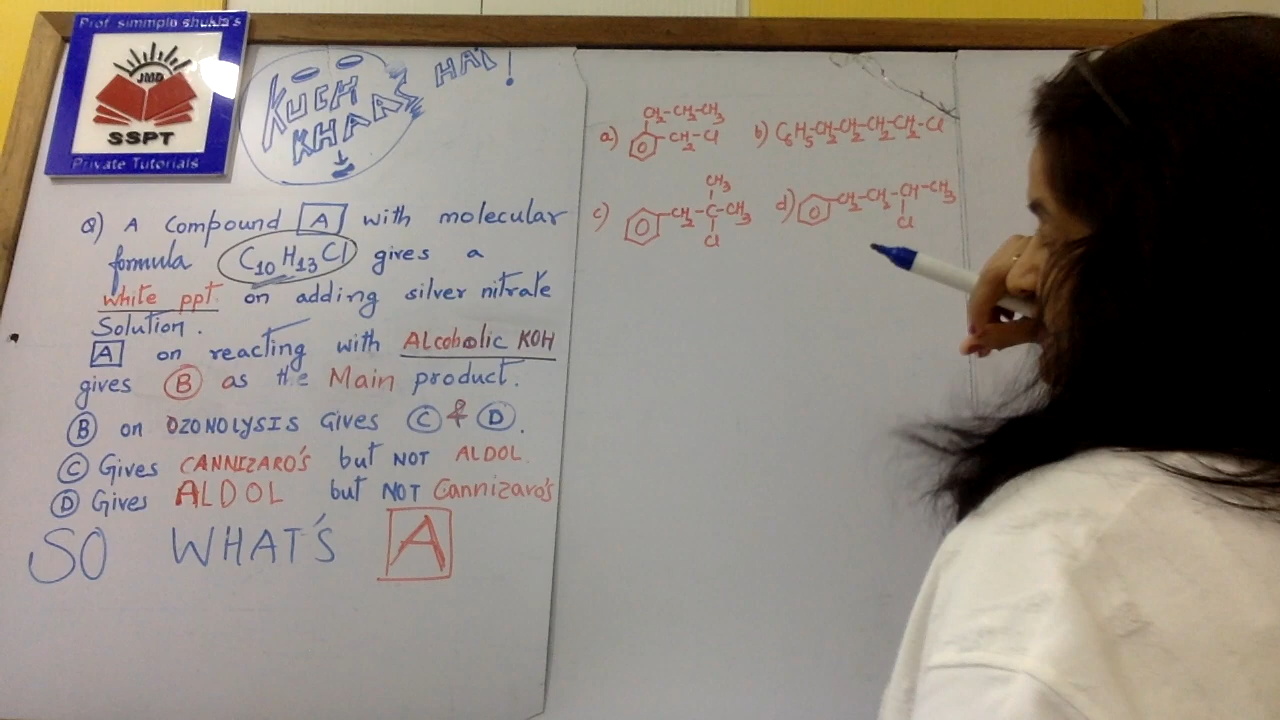 Prof. simmple shukla's
JMD
SSPT
Private Tutorials
KUCH
KHAAS HAI!
Q) A Compound A with molecular
formula C10H13Cl gives a
white ppt. on adding silver nitrate
Solution.
A on reacting with Alcoholic KOH
gives B as the Main product.
B on OZONOLYSIS Gives C & D.
C Gives CANNIZARO'S but NOT ALDOL.
D Gives ALDOL but NOT Cannizaro's
SO WHAT'S A
a) CH2-CH2-CH3
CH2-Cl
b) C6H5-CH2-CH2-CH2-CH2-Cl
c) CH2-C-CH3
CH3
Cl
d) CH2-CH2-CH-CH3
Cl